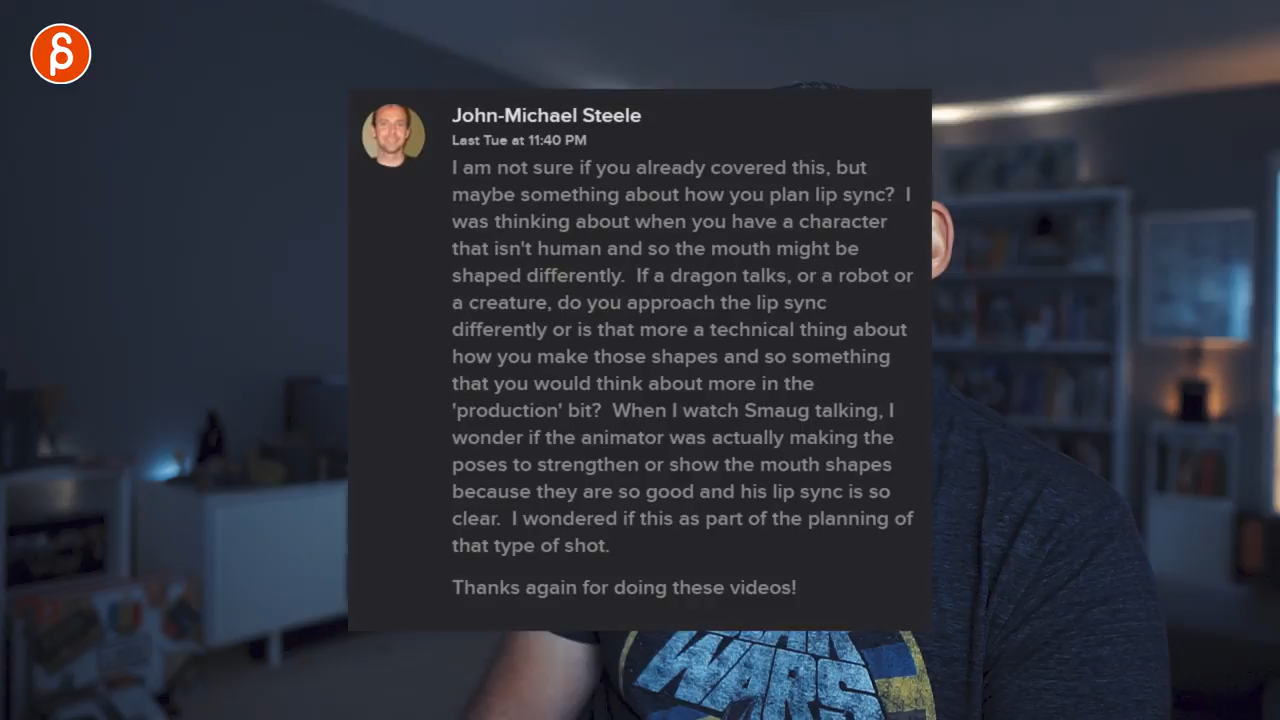 John-Michael Steele
Last Tue at 11:40 PM
I am not sure if you already covered this, but
maybe something about how you plan lip sync?  I
was thinking about when you have a character
that isn't human and so the mouth might be
shaped differently.  If a dragon talks, or a robot or
a creature, do you approach the lip sync
differently or is that more a technical thing about
how you make those shapes and so something
that you would think about more in the
'production' bit?  When I watch Smaug talking, I
wonder if the animator was actually making the
poses to strengthen or show the mouth shapes
because they are so good and his lip sync is so
clear.  I wondered if this as part of the planning of
that type of shot.
Thanks again for doing these videos!
WARS